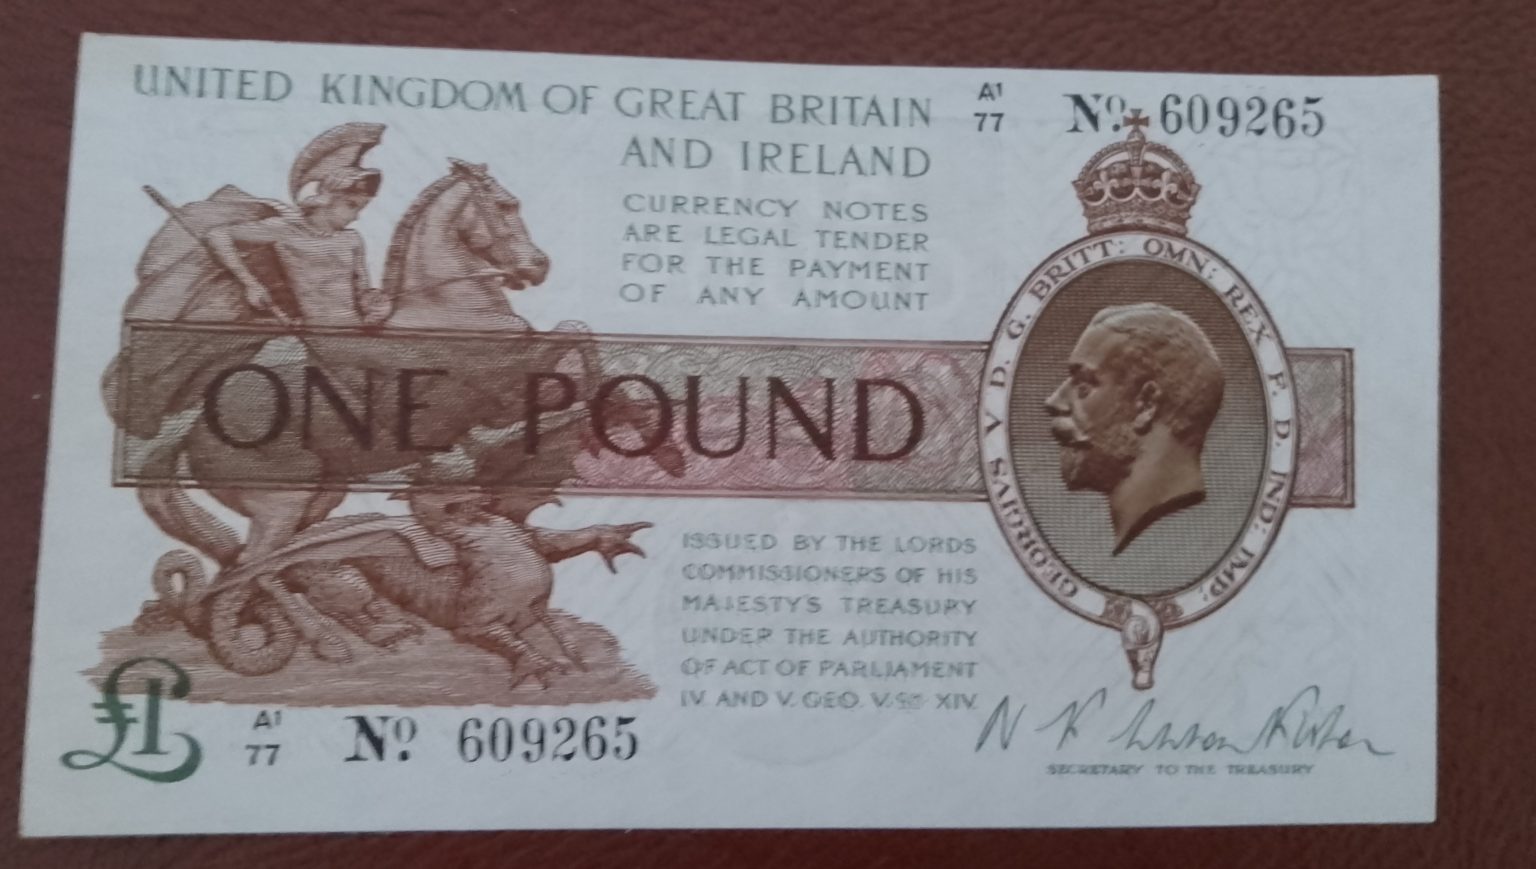 UNITED KINGDOM OF GREAT BRITAIN
AND IRELAND
A1
77
No. 609265
CURRENCY NOTES
ARE LEGAL TENDER
FOR THE PAYMENT
OF ANY AMOUNT
GEORGIVS V D. G. BRITT: OMN: REX F. D. IND: IMP:
ONE POUND
ISSUED BY THE LORDS
COMMISSIONERS OF HIS
MAJESTY'S TREASURY
UNDER THE AUTHORITY
OF ACT OF PARLIAMENT
IV. AND V. GEO. V. XIV.
£1
A1
77
No. 609265
SECRETARY TO THE TREASURY